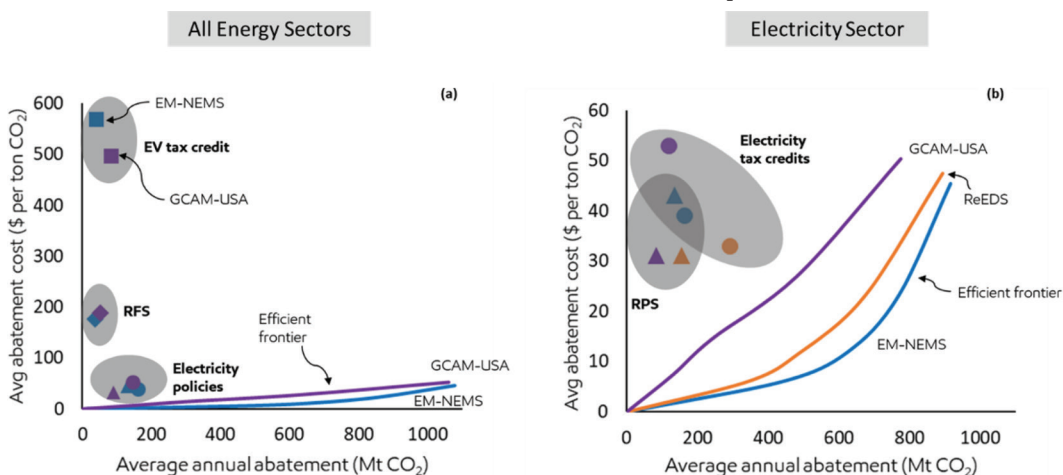 All Energy Sectors
Electricity Sector
(a)
Avg abatement cost ($ per ton CO₂)
600
500
400
300
200
100
0
EM-NEMS
EV tax credit
GCAM-USA
RFS
Electricity
policies
Efficient
frontier
GCAM-USA
EM-NEMS
0
200
400
600
800
1000
Average annual abatement (Mt CO₂)
(b)
Avg abatement cost ($ per ton CO₂)
60
50
40
30
20
10
0
Electricity
tax credits
GCAM-USA
ReEDS
RPS
Efficient frontier
EM-NEMS
0
200
400
600
800
1000
Average annual abatement (Mt CO₂)